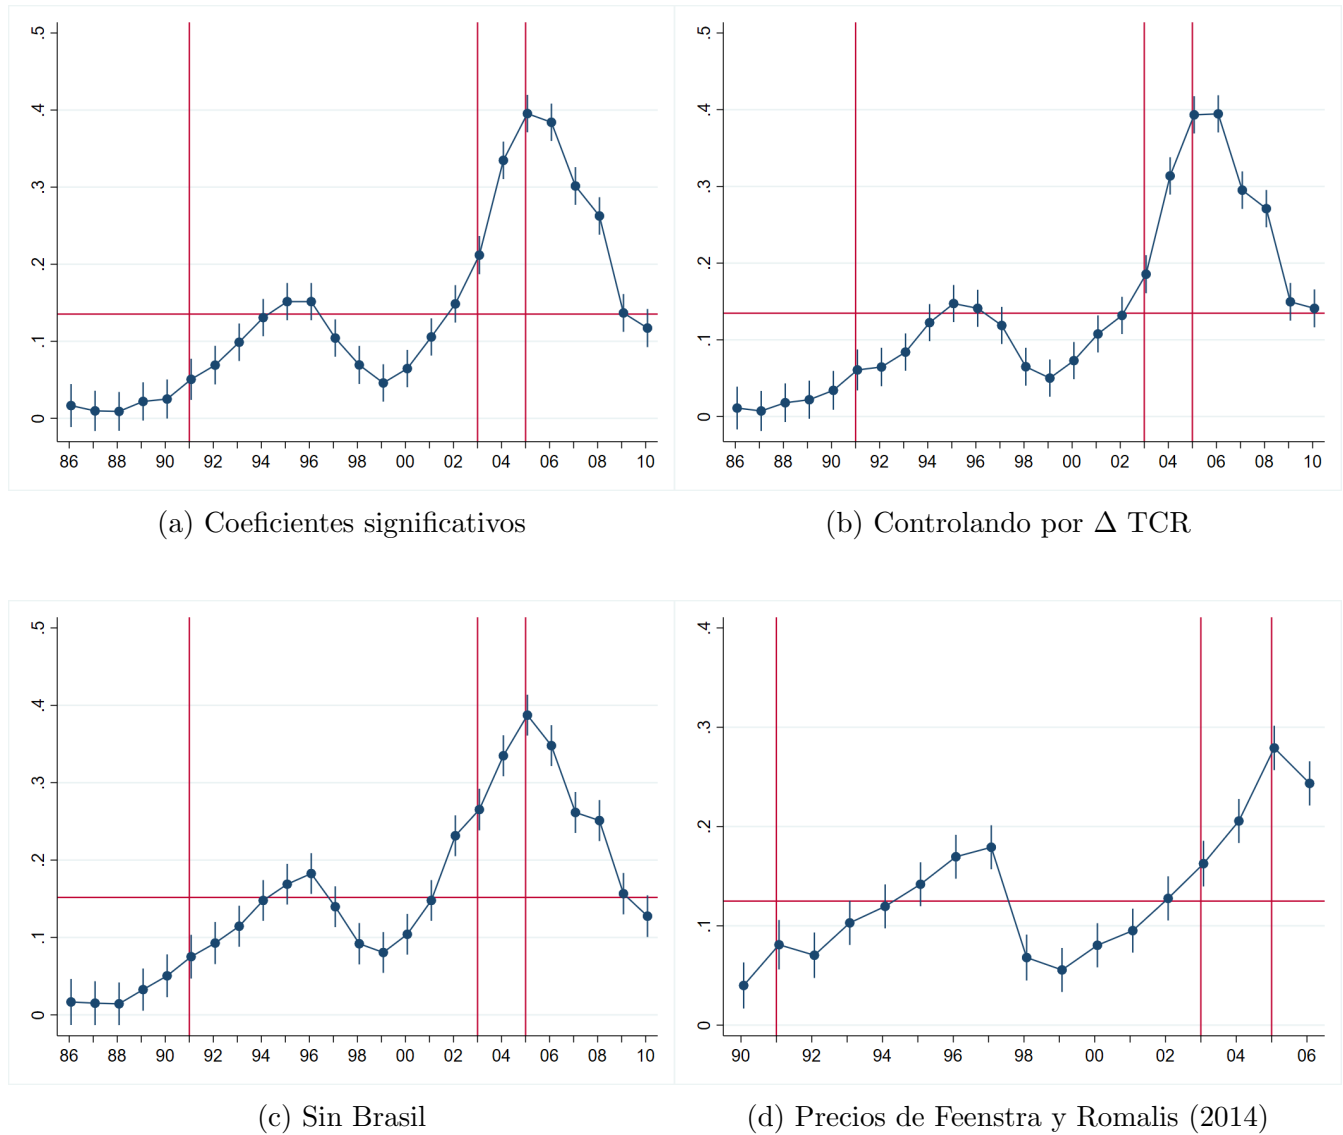 .5
.4
.3
.2
.1
0
86 88 90 92 94 96 98 00 02 04 06 08 10
(a) Coeficientes significativos
.5
.4
.3
.2
.1
0
86 88 90 92 94 96 98 00 02 04 06 08 10
(b) Controlando por Δ TCR
.5
.4
.3
.2
.1
0
86 88 90 92 94 96 98 00 02 04 06 08 10
(c) Sin Brasil
.4
.3
.2
.1
0
90 92 94 96 98 00 02 04 06
(d) Precios de Feenstra y Romalis (2014)